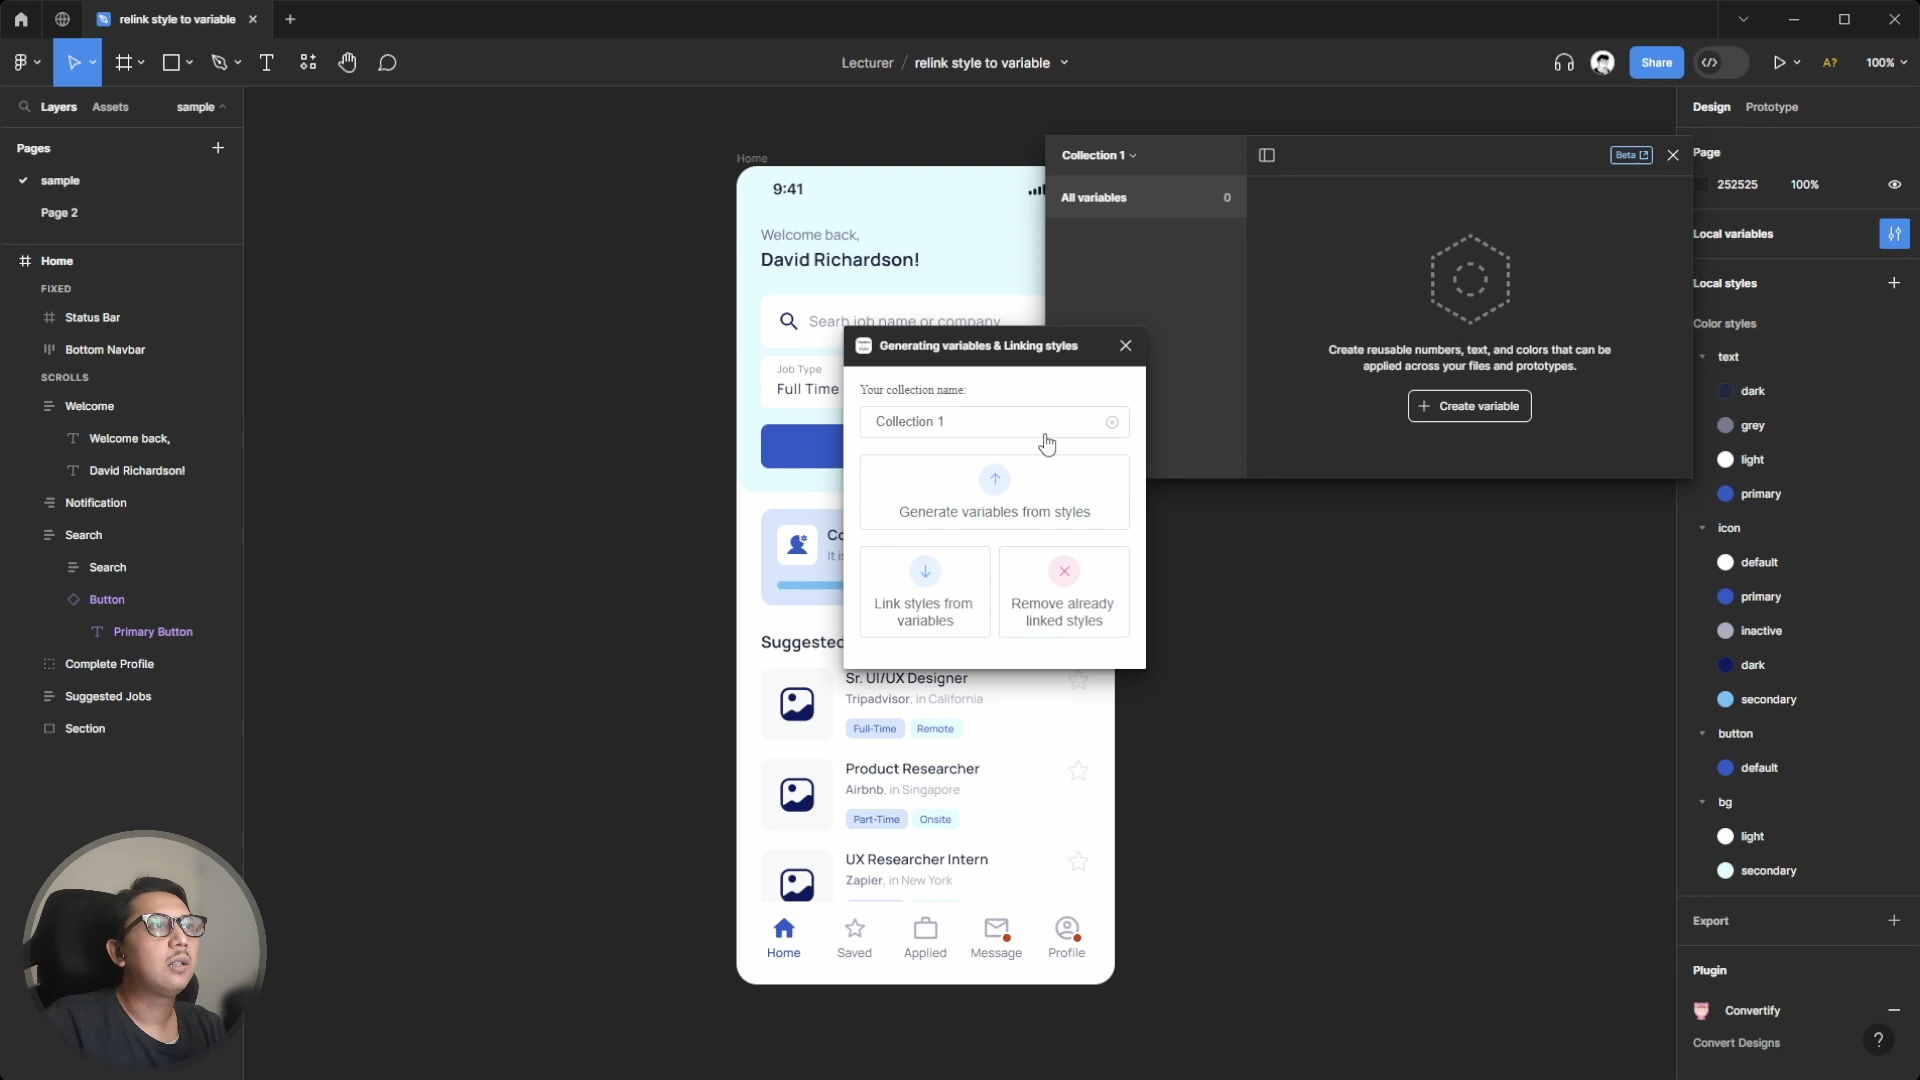 relink style to variable
Lecturer / relink style to variable
Share
A?
100%
Layers
Assets
sample
Pages
sample
Page 2
Home
FIXED
Status Bar
Bottom Navbar
SCROLLS
Welcome
Welcome back,
David Richardson!
Notification
Search
Search
Button
Primary Button
Complete Profile
Suggested Jobs
Section
Home
9:41
Welcome back,
David Richardson!
Searh job name or company
Job Type
Full Time
Co
It is
Suggested
Sr. UI/UX Designer
Tripadvisor, in California
Full-Time
Remote
Product Researcher
Airbnb, in Singapore
Part-Time
Onsite
UX Researcher Intern
Zapier, in New York
Home
Saved
Applied
Message
Profile
Generating variables & Linking styles
Your collection name:
Collection 1
Generate variables from styles
Link styles from
variables
Remove already
linked styles
Collection 1
Beta
All variables
0
Create reusable numbers, text, and colors that can be
applied across your files and prototypes.
Create variable
Design
Prototype
Page
252525
100%
Local variables
Local styles
Color styles
text
dark
grey
light
primary
icon
default
primary
inactive
dark
secondary
button
default
bg
light
secondary
Export
Plugin
Convertify
Convert Designs
?